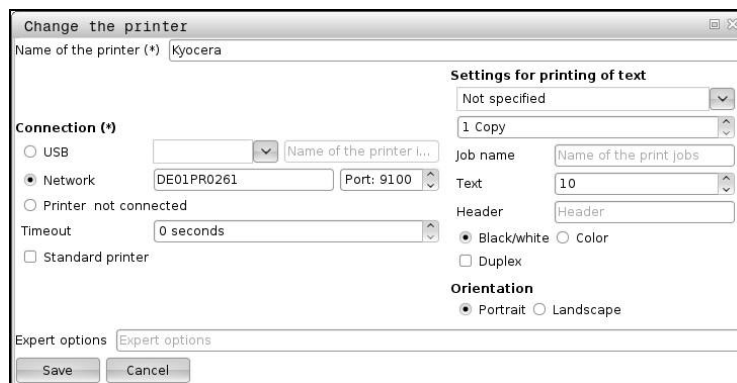 Change the printer
Name of the printer (*) Kyocera
Settings for printing of text
Not specified
Connection (*)
1 Copy
USB Name of the printer i...
Job name Name of the print jobs
Network DE01PR0261 Port: 9100
Text 10
Printer not connected
Header Header
Timeout 0 seconds
Black/white Color
Standard printer
Duplex
Orientation
Portrait Landscape
Expert options Expert options
Save Cancel